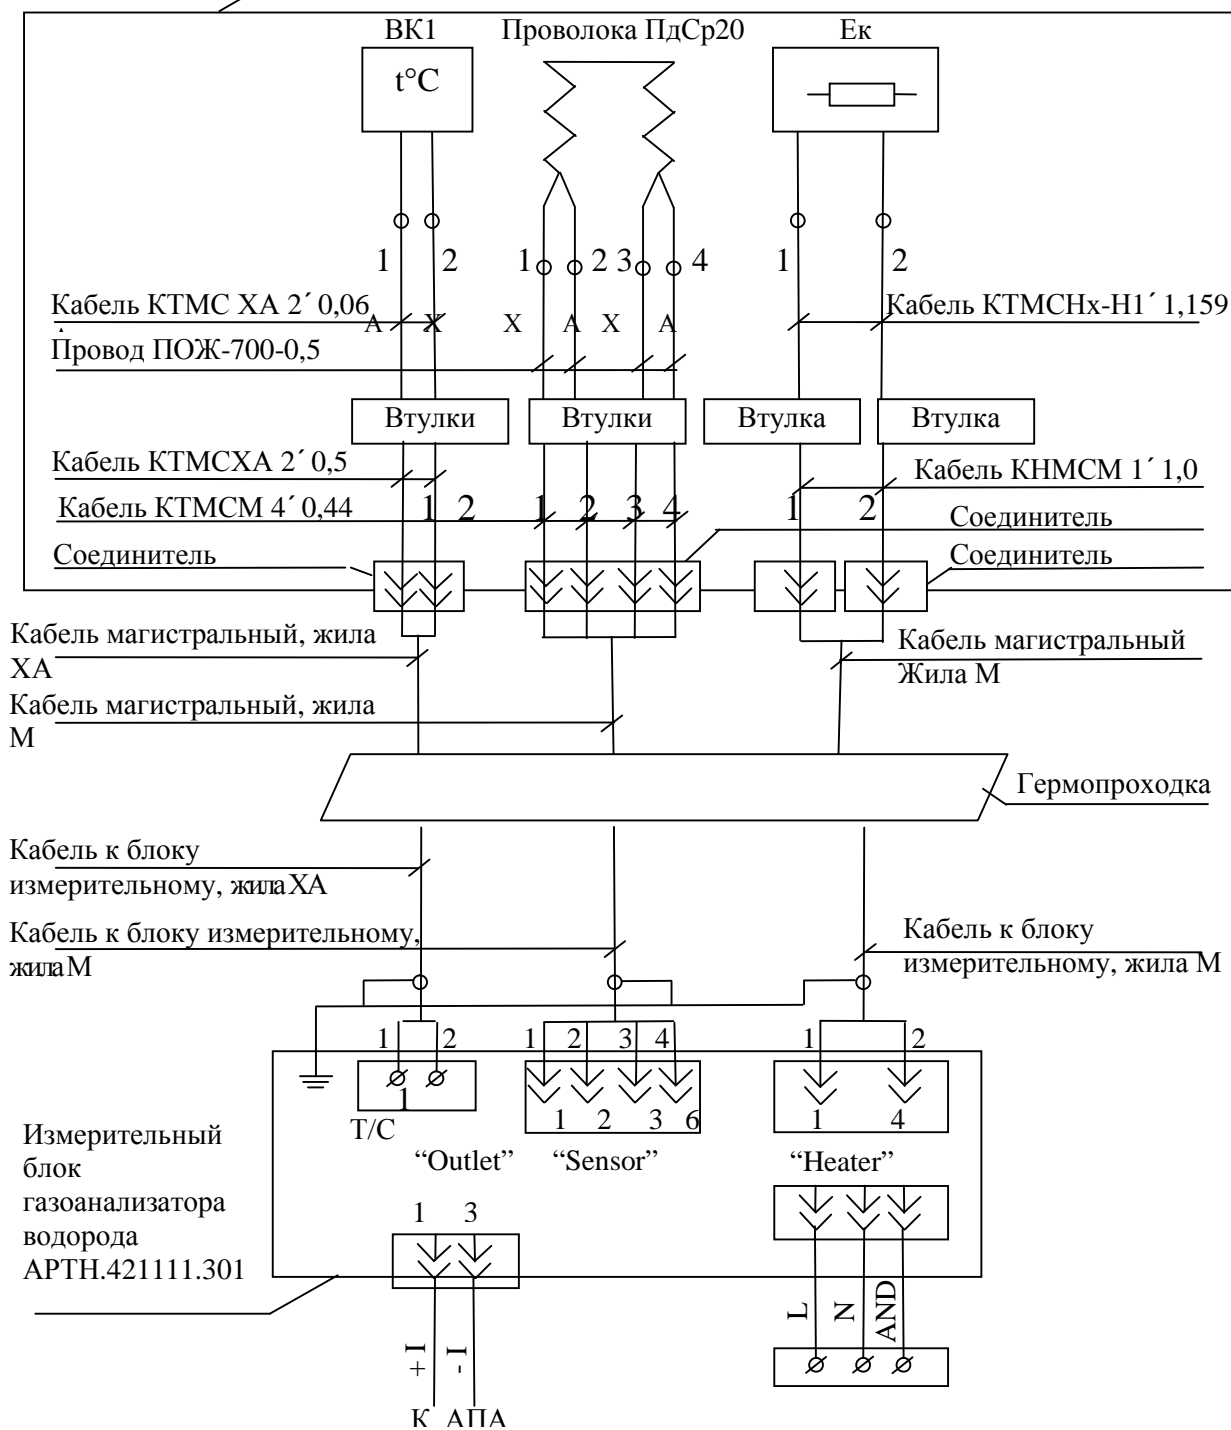 ВК1 Проволока ПдСр20 Ек
t°C
1 2 1 2 3 4 1 2
Кабель КТМС ХА 2´ 0,06 Кабель КТМСНх-Н1´ 1,159
А Х Х А Х А
Провод ПОЖ-700-0,5
Втулки Втулки Втулка Втулка
Кабель КТМСХА 2´ 0,5 Кабель КНМСМ 1´ 1,0
Кабель КТМСМ 4´ 0,44 1 2 1 2 3 4 1 2
Соединитель
Соединитель Соединитель
Кабель магистральный, жила
ХА
Кабель магистральный
Жила М
Кабель магистральный, жила
М
Гермопроходка
Кабель к блоку
измерительному, жила ХА
Кабель к блоку измерительному,
жила М
Кабель к блоку
измерительному, жила М
1 2 1 2 3 4 1 2
1 1 2 3 6 1 4
Т/С
“Outlet” “Sensor” “Heater”
Измерительный
блок
газоанализатора
водорода
АРТН.421111.301
1 3
L N AND
+ I - I
К АПА